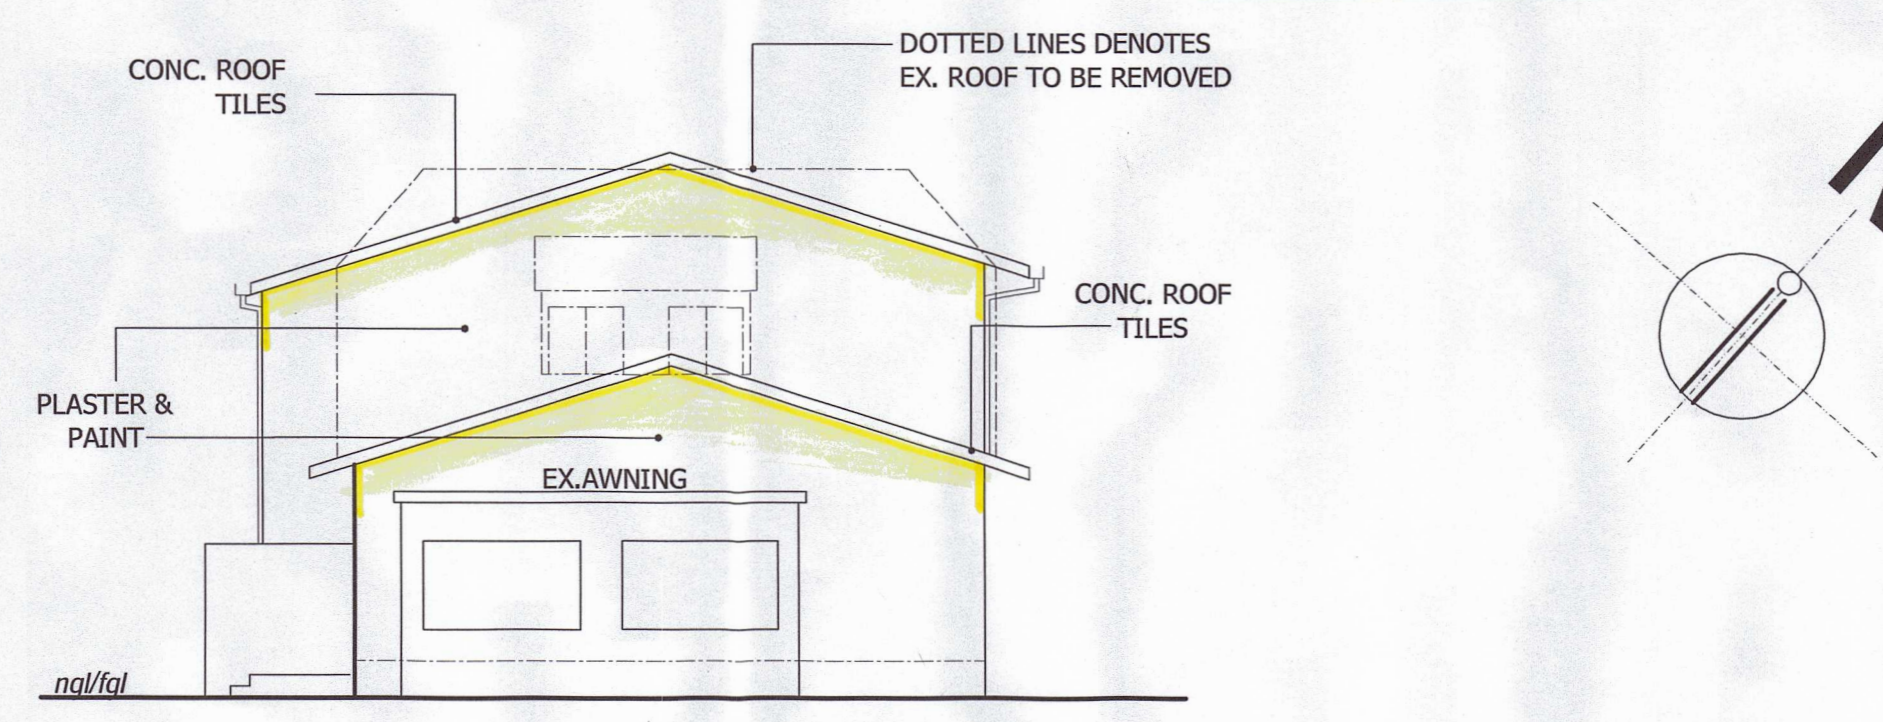 DOTTED LINES DENOTES
EX. ROOF TO BE REMOVED
CONC. ROOF
TILES
CONC. ROOF
TILES
PLASTER &
PAINT
EX.AWNING
ngl/fgl